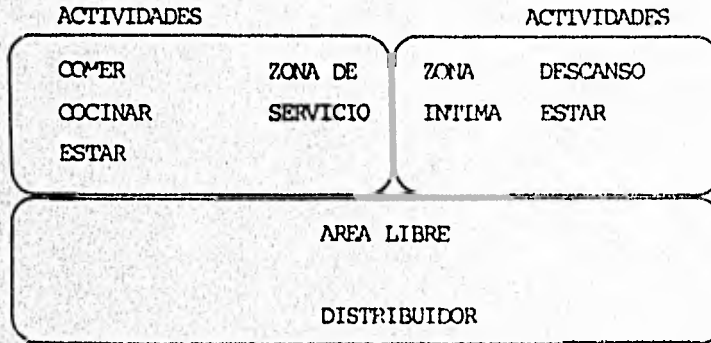 ACTIVIDADES ACTIVIDADES
COMER ZONA DE ZONA DESCANSO
COCINAR SERVICIO INTIMA ESTAR
ESTAR
AREA LIBRE
DISTRIBUIDOR